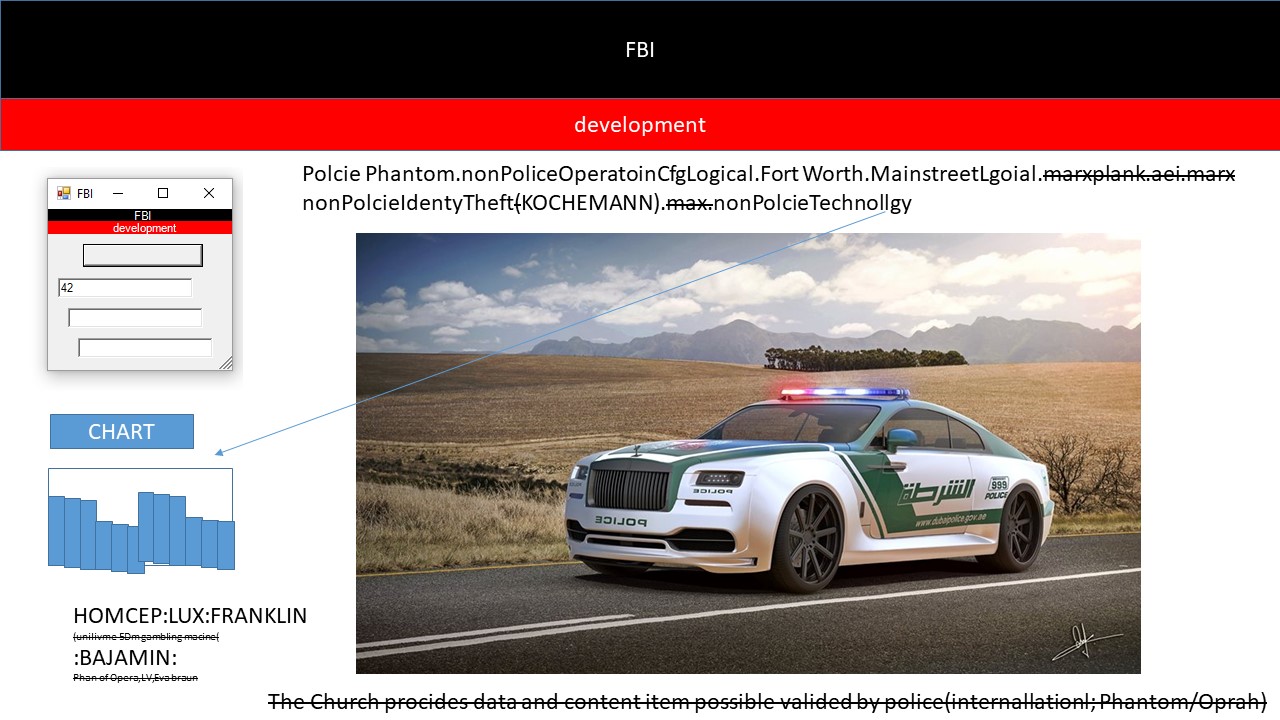 FBI
development
Polcie Phantom.nonPoliceOperatoinCfgLogical.Fort Worth.MainstreetLgoial.marxplank.aei.marx
nonPolcieIdentyTheft(KOCHEMANN).max.nonPolcieTechnollgy
FBI
FBI
development
42
CHART
HOMCEP:LUX:FRANKLIN
(unilivme 5Dm gambling macine(
:BAJAMIN:
Phan of Opera,LV,Eva braun
POLICE
POLICE
الشرطة
www.dubaipolice.gov.ae
999
POLICE
The Church procides data and content item possible valided by police(internallationl; Phantom/Oprah)